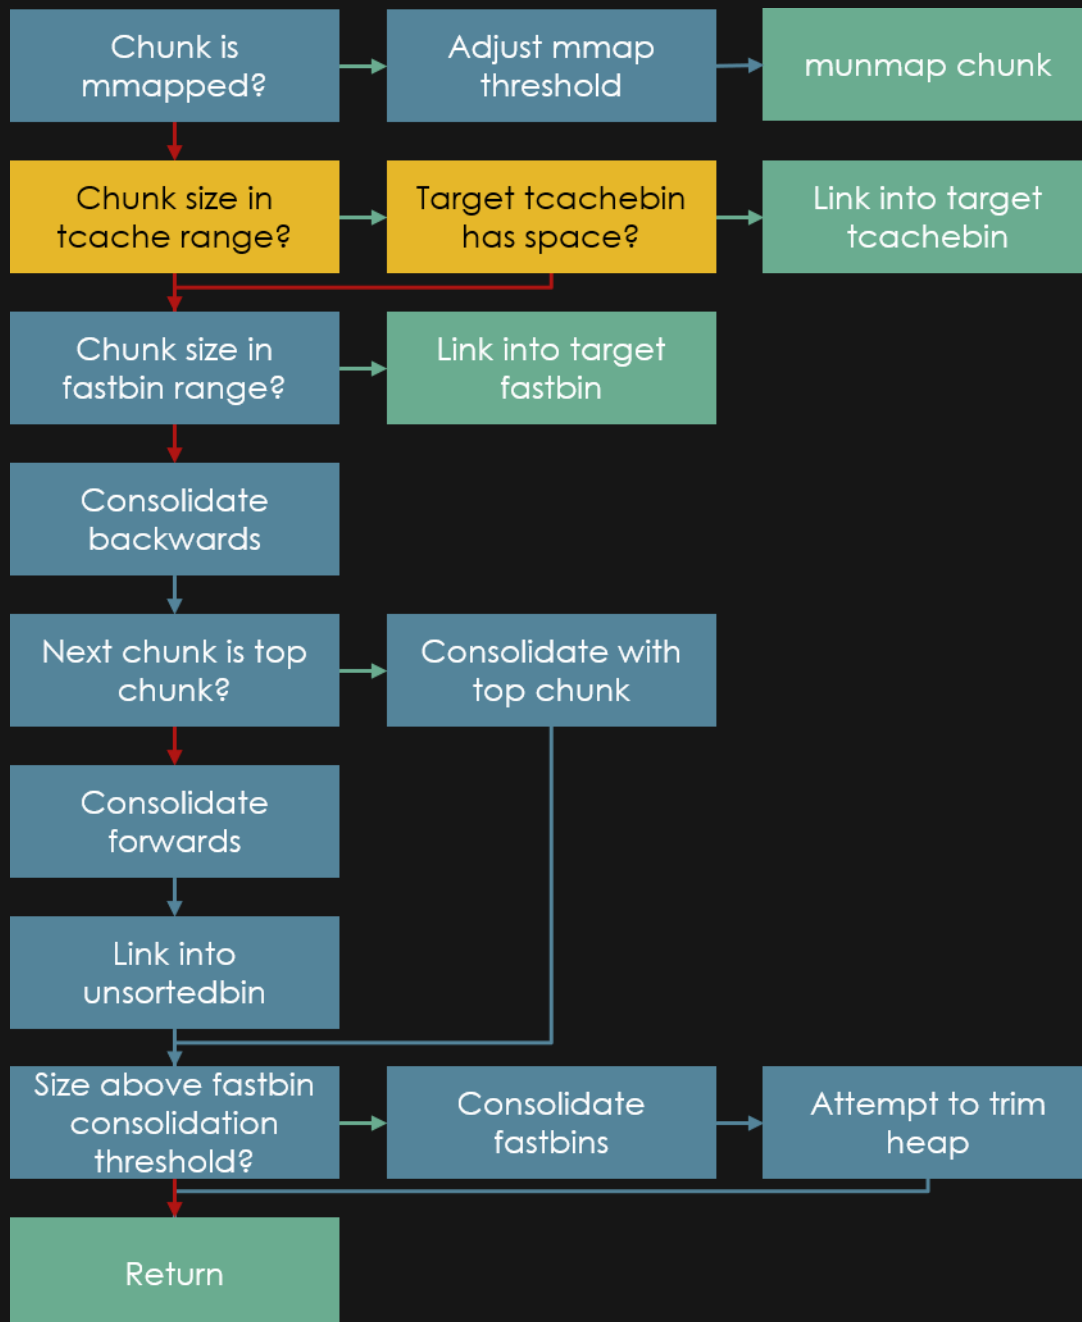 Chunk is
mmapped?
Adjust mmap
threshold
munmap chunk
Chunk size in
tcache range?
Target tcachebin
has space?
Link into target
tcachebin
Chunk size in
fastbin range?
Link into target
fastbin
Consolidate
backwards
Next chunk is top
chunk?
Consolidate with
top chunk
Consolidate
forwards
Link into
unsortedbin
Size above fastbin
consolidation
threshold?
Consolidate
fastbins
Attempt to trim
heap
Return